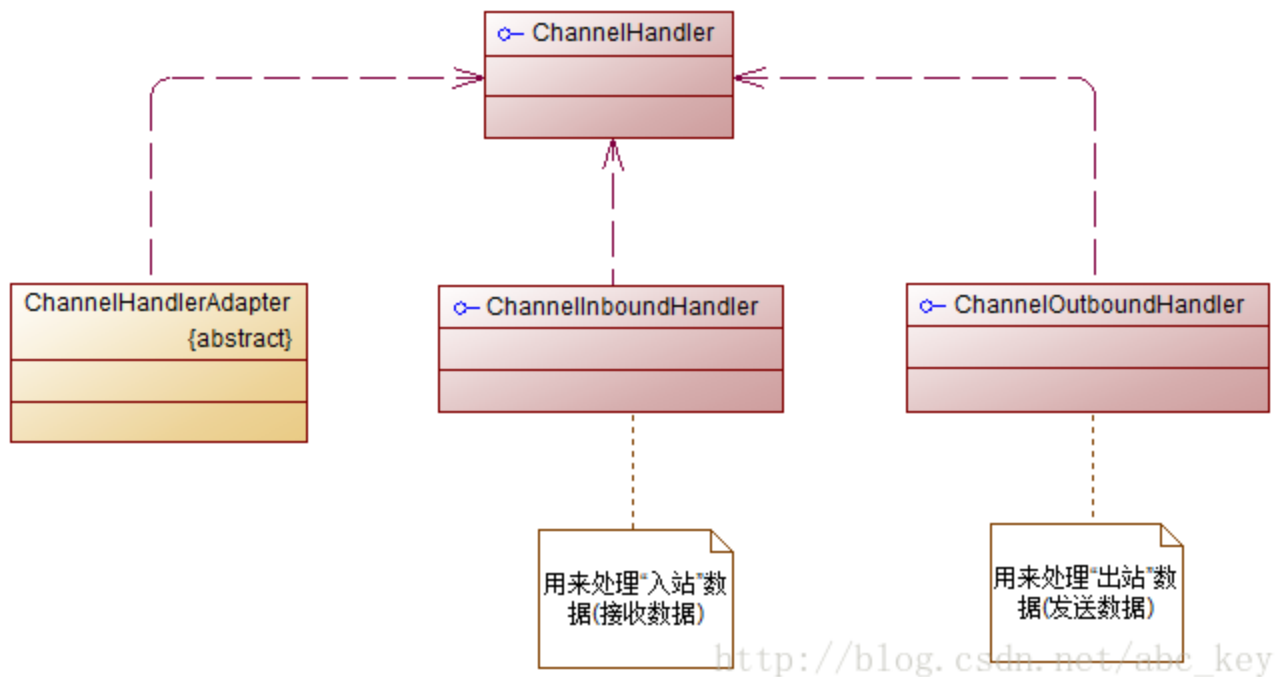 ChannelHandler
ChannelHandlerAdapter
{abstract}
ChannelInboundHandler
ChannelOutboundHandler
用来处理“入站”数
据(接收数据)
用来处理“出站”数
据(发送数据)
http://blog.csdn.net/abc_key